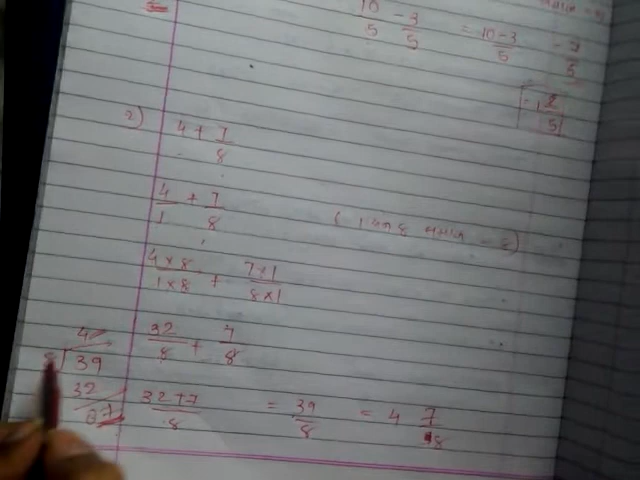 10/5 - 3/5 = 10-3/5 = 7/5
1 2/5
2) 4 + 7/8
4/1 + 7/8
4×8/1×8 + 7×1/8×1
32/8 + 7/8
32+7/8 = 39/8 = 4 7/8
4
8) 39
32
07